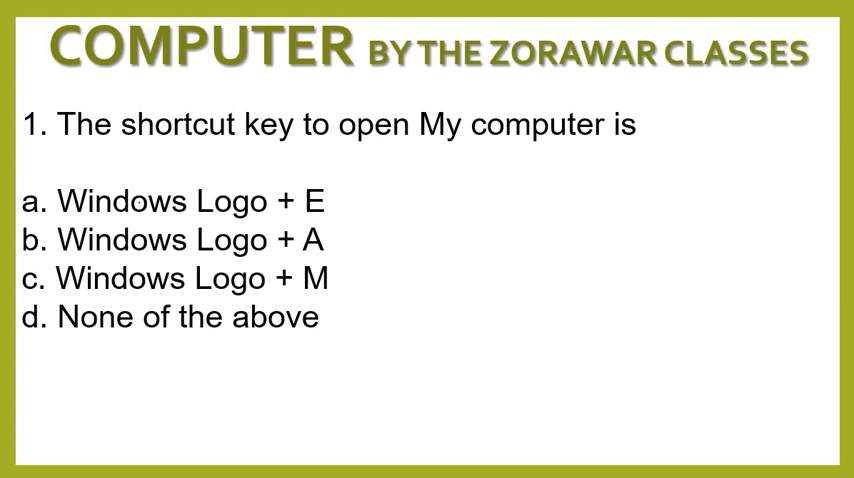 COMPUTER BY THE ZORAWAR CLASSES
1. The shortcut key to open My computer is
a. Windows Logo + E
b. Windows Logo + A
c. Windows Logo + M
d. None of the above